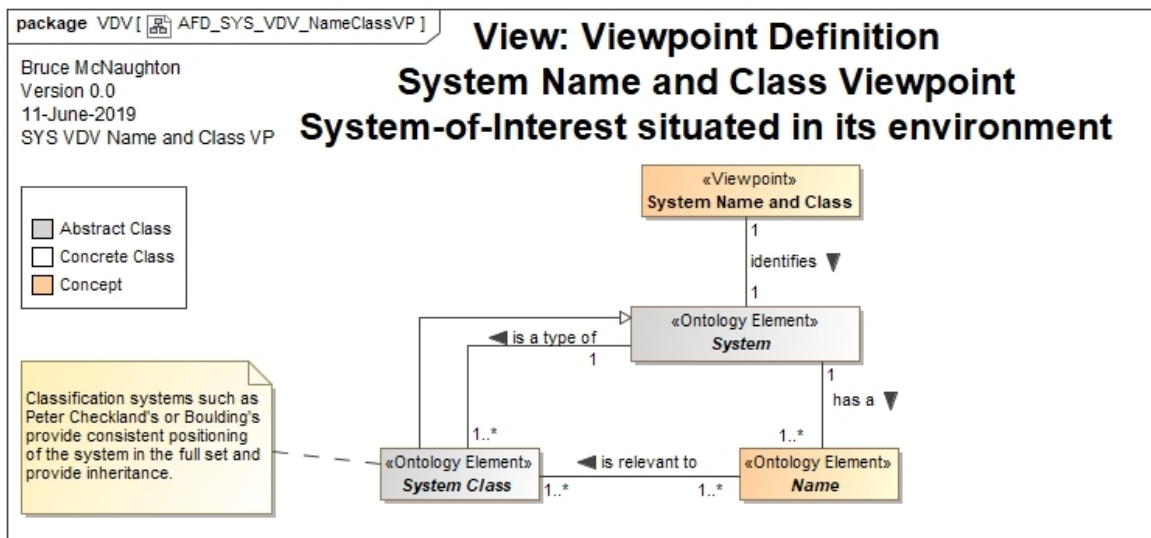 package VDV [ AFD_SYS_VDV_NameClassVP ]
View: Viewpoint Definition
System Name and Class Viewpoint
System-of-Interest situated in its environment
Bruce McNaughton
Version 0.0
11-June-2019
SYS VDV Name and Class VP
Abstract Class
Concrete Class
Concept
«Viewpoint»
System Name and Class
1
identifies
1
«Ontology Element»
System
is a type of
1
1
has a
Classification systems such as
Peter Checkland's or Boulding's
provide consistent positioning
of the system in the full set and
provide inheritance.
1..*
1..*
«Ontology Element»
System Class
is relevant to
1..*
1..*
«Ontology Element»
Name